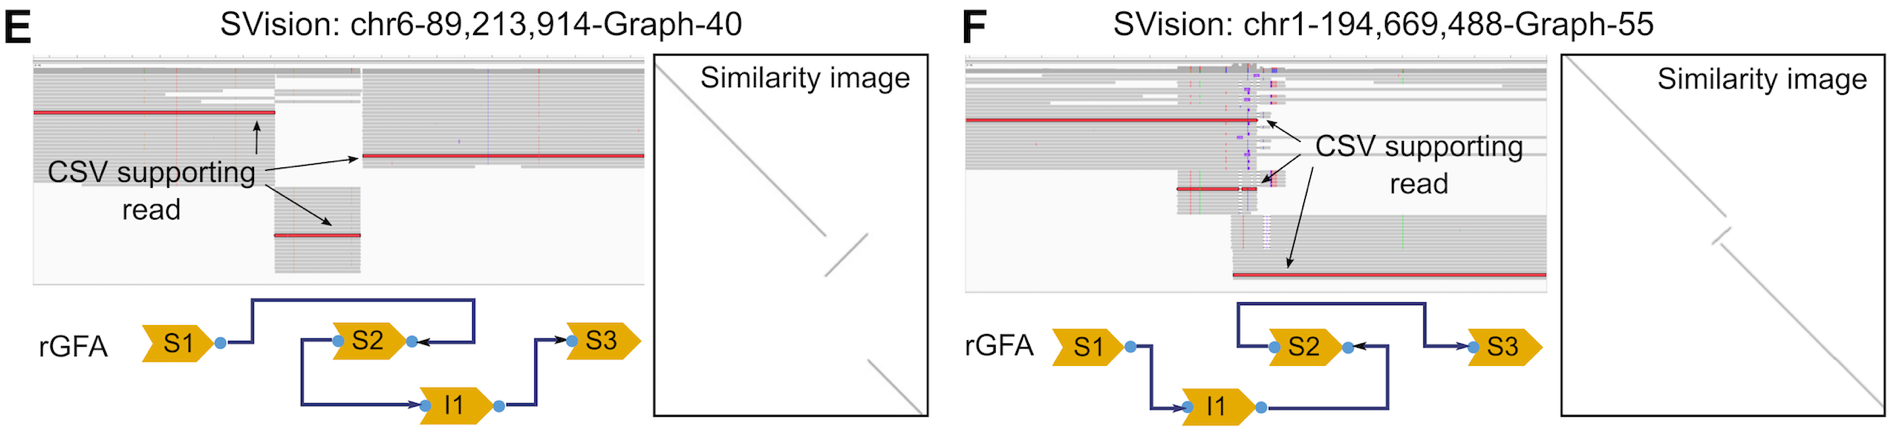 E
SVision: chr6-89,213,914-Graph-40
Similarity image
CSV supporting
read
rGFA
S1
S2
S3
I1
F
SVision: chr1-194,669,488-Graph-55
Similarity image
CSV supporting
read
rGFA
S1
S2
S3
I1